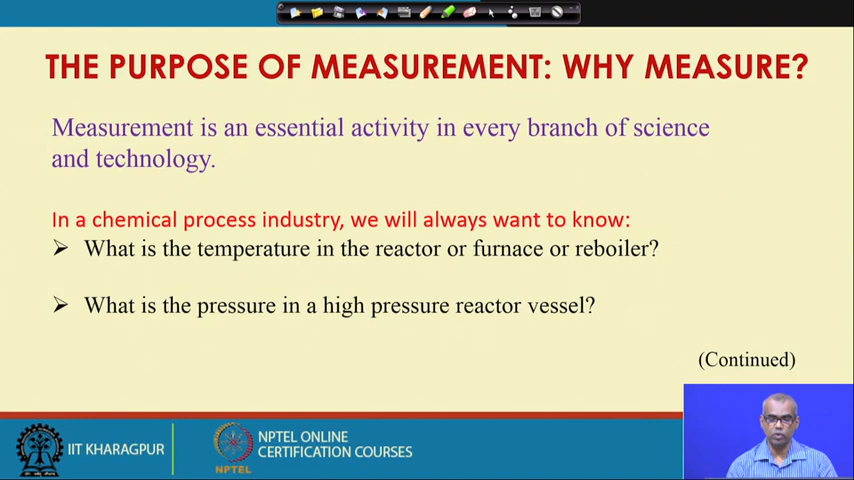 THE PURPOSE OF MEASUREMENT: WHY MEASURE?
Measurement is an essential activity in every branch of science
and technology.
In a chemical process industry, we will always want to know:
➢ What is the temperature in the reactor or furnace or reboiler?
➢ What is the pressure in a high pressure reactor vessel?
(Continued)
IIT KHARAGPUR
NPTEL
NPTEL ONLINE
CERTIFICATION COURSES